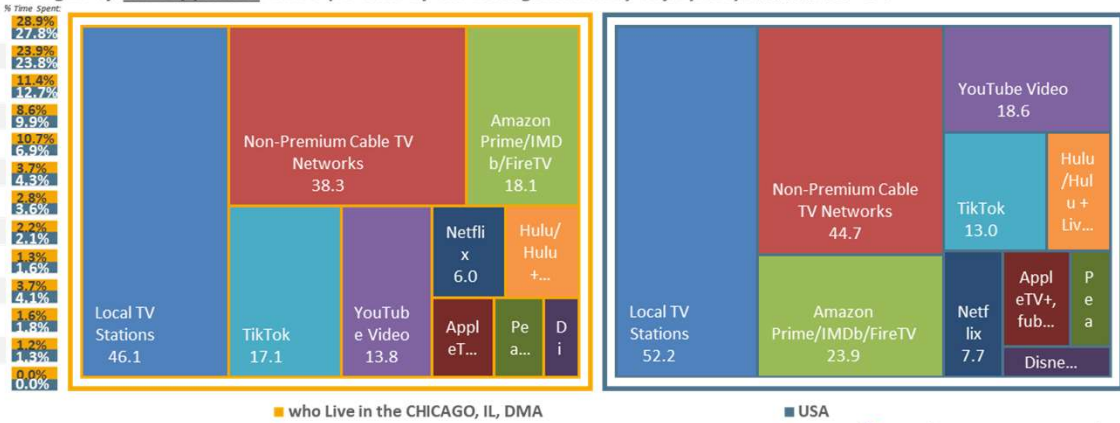 % Time Spent:
28.9%
27.8%
23.9%
23.8%
11.4%
12.7%
8.6%
9.9%
10.7%
6.9%
3.7%
4.3%
2.8%
3.6%
2.2%
2.1%
1.3%
1.6%
3.7%
4.1%
1.6%
1.8%
1.2%
1.3%
0.0%
0.0%
Local TV
Stations
46.1
Non-Premium Cable TV
Networks
38.3
Amazon
Prime/IMD
b/FireTV
18.1
TikTok
17.1
YouTub
e Video
13.8
Netfli
x
6.0
Hulu/
Hulu
+...
Appl
eT...
Pe
a...
D
i
Local TV
Stations
52.2
Non-Premium Cable
TV Networks
44.7
Amazon
Prime/IMDb/FireTV
23.9
YouTube Video
18.6
TikTok
13.0
Hulu
/Hul
u +
Liv...
Netf
lix
7.7
Appl
eTV+,
fub...
P
e
a
Disne...
who Live in the CHICAGO, IL, DMA
USA